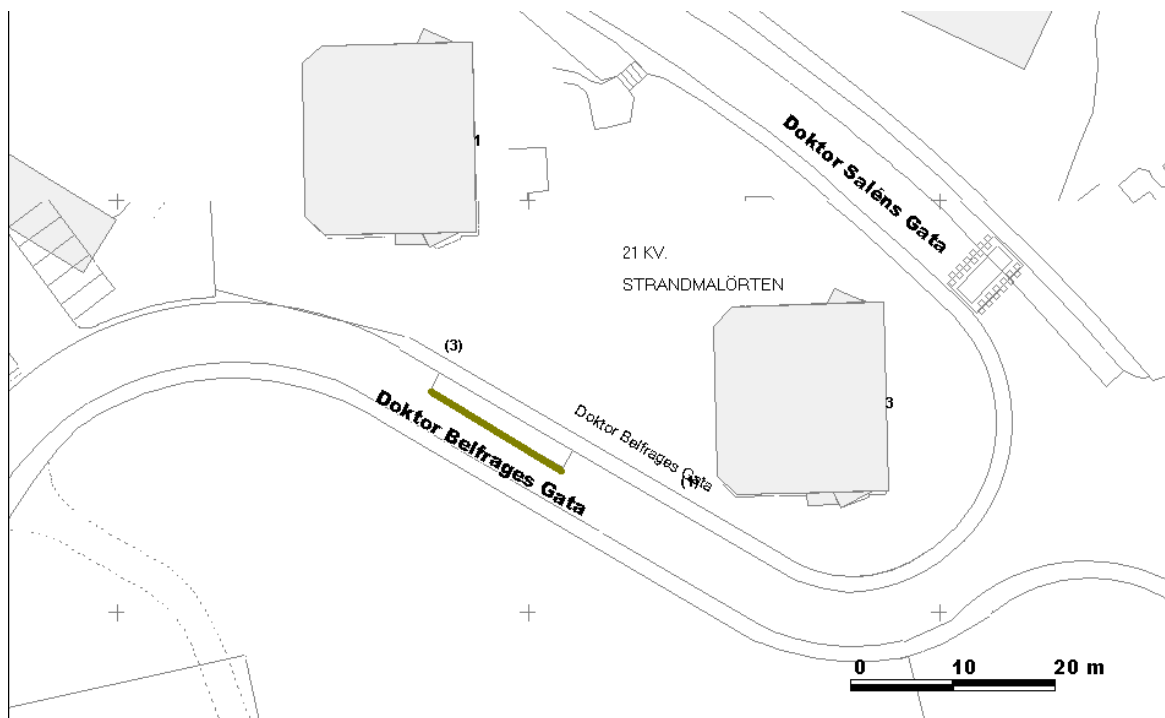 1
Doktor Saléns Gata
21 KV.
STRANDMALÖRTEN
(3)
Doktor Belfrages Gata
3
Doktor Belfrages Gata
0 10 20 m